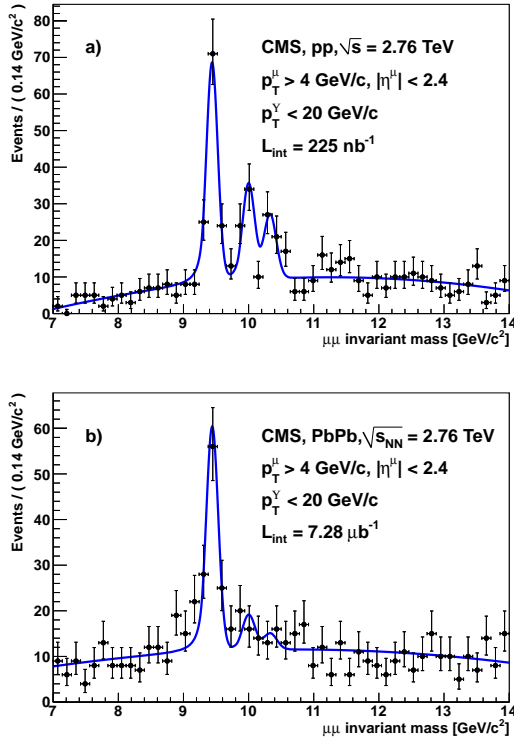 Events / ( 0.14 GeV/c² )
80
70
60
50
40
30
20
10
0
a)
CMS, pp, √s = 2.76 TeV
p_T^μ > 4 GeV/c, |η^μ| < 2.4
p_T^Υ < 20 GeV/c
L_int = 225 nb⁻¹
7 8 9 10 11 12 13 14
μμ invariant mass [GeV/c²]
Events / ( 0.14 GeV/c² )
60
50
40
30
20
10
0
b)
CMS, PbPb, √s_NN = 2.76 TeV
p_T^μ > 4 GeV/c, |η^μ| < 2.4
p_T^Υ < 20 GeV/c
L_int = 7.28 μb⁻¹
7 8 9 10 11 12 13 14
μμ invariant mass [GeV/c²]